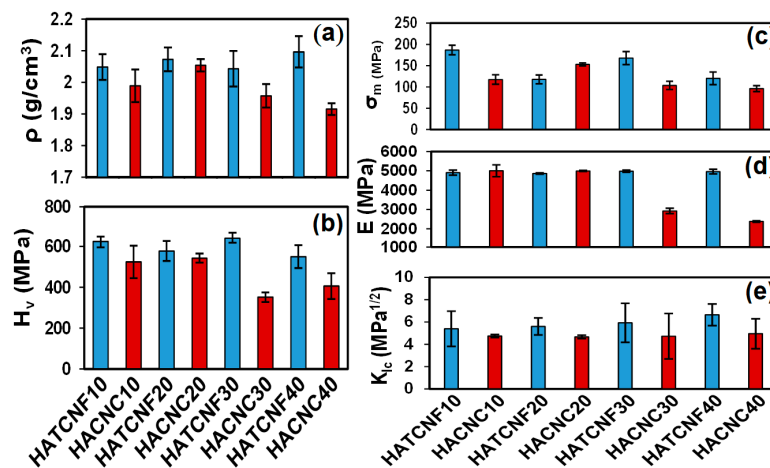 (a)
ρ (g/cm³)
2.2
2.1
2.0
1.9
1.8
1.7
(b)
Hᵥ (MPa)
800
600
400
200
0
HATCNF10
HACNC10
HATCNF20
HACNC20
HATCNF30
HACNC30
HATCNF40
HACNC40
(c)
σm (MPa)
250
200
150
100
50
0
(d)
E (MPa)
6000
5000
4000
3000
2000
1000
(e)
KIc (MPa1/2)
10
8
6
4
2
0
HATCNF10
HACNC10
HATCNF20
HACNC20
HATCNF30
HACNC30
HATCNF40
HACNC40